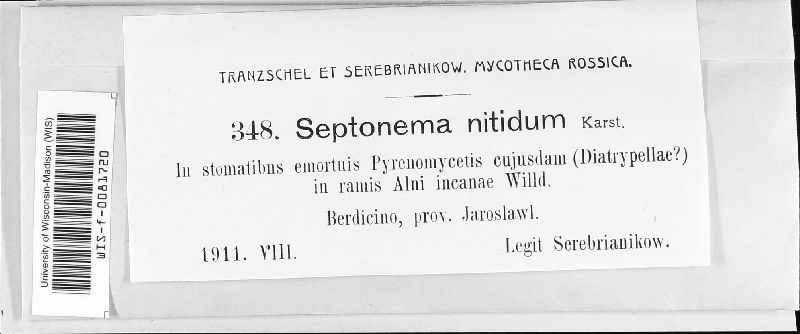 TRANZSCHEL ET SEREBRIANIKOW. MYCOTHECA ROSSICA.
348. Septonema nitidum Karst.
In stomatibus emortuis Pyrenomycetis cujusdam (Diatrypellae?)
in ramis Alni incanae Willd.
Berdicino, prov. Jaroslawl.
1911. VIII. Legit Serebrianikow.
University of Wisconsin-Madison (WIS)
WIS-f-0081720